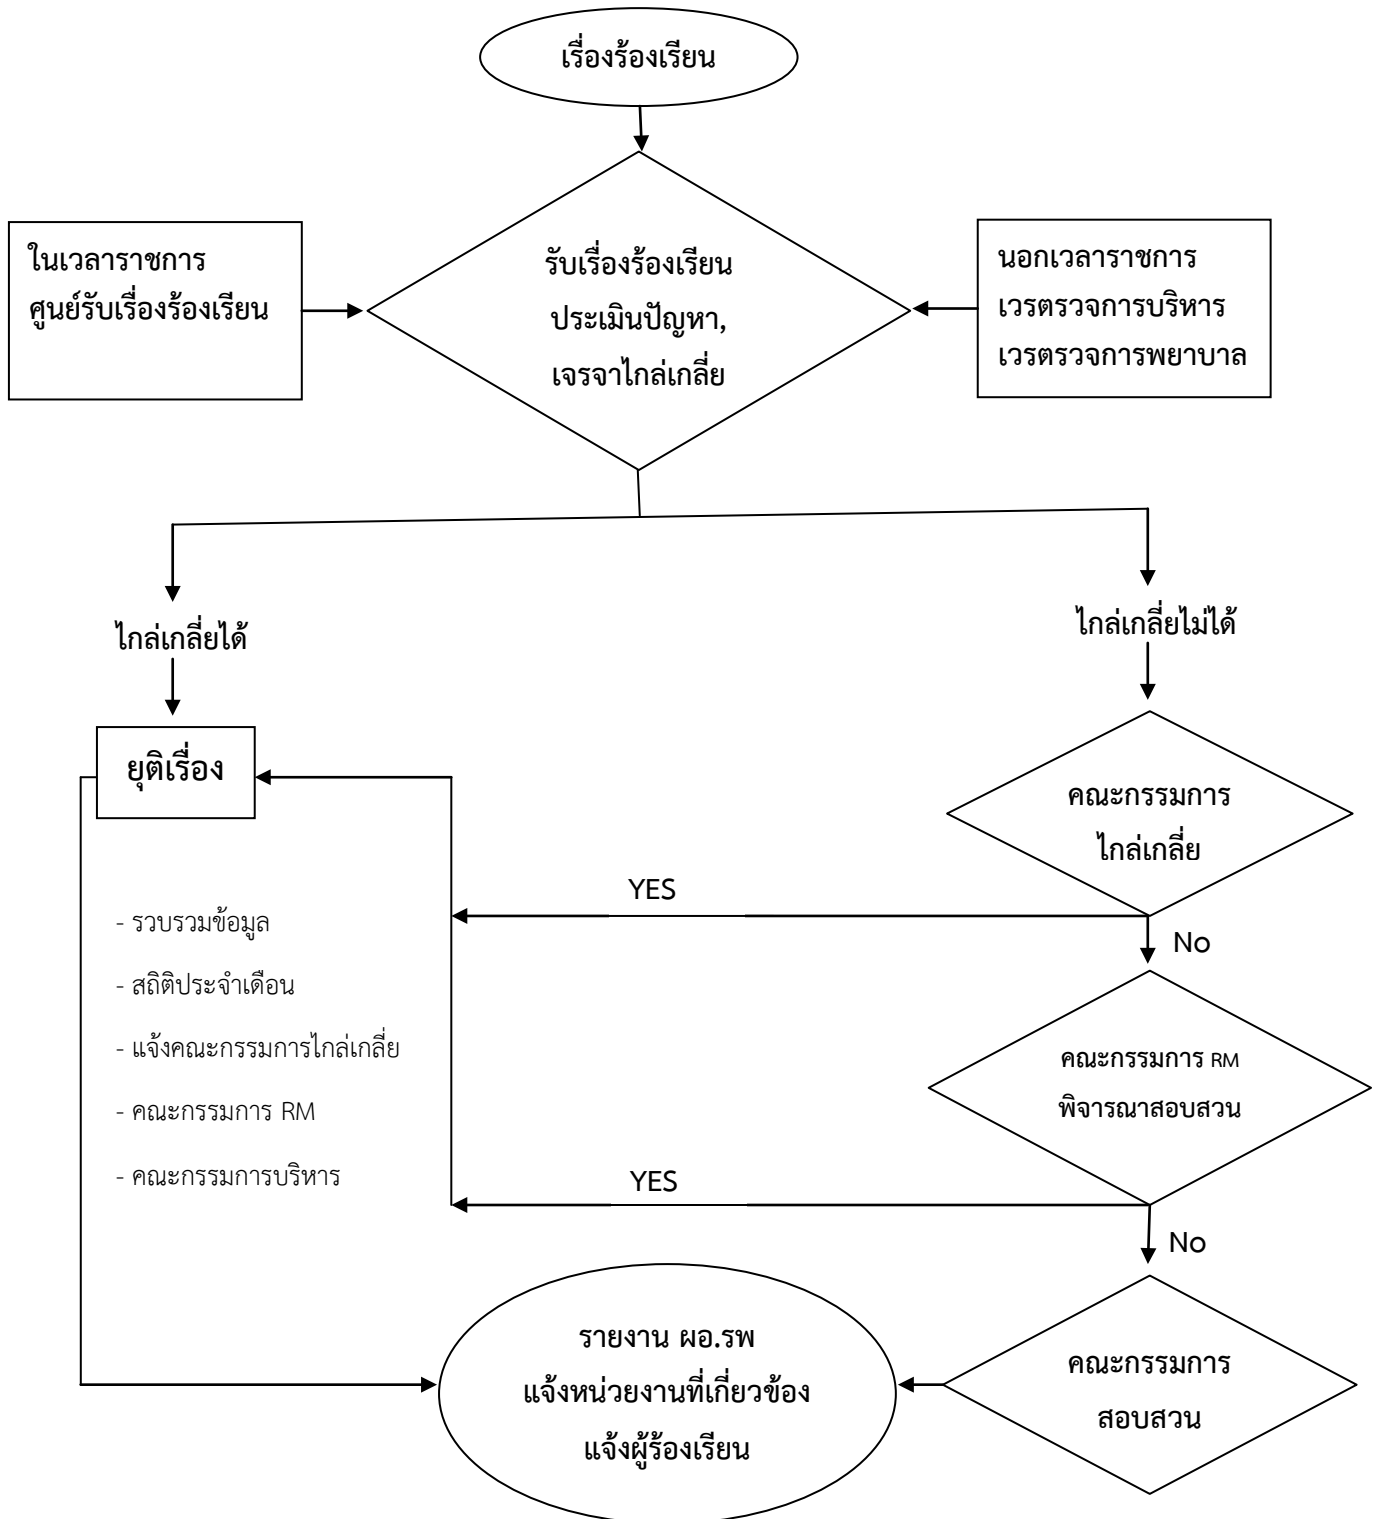 เรื่องร้องเรียน
ในเวลาราชการ
ศูนย์รับเรื่องร้องเรียน
รับเรื่องร้องเรียน
ประเมินปัญหา,
เจรจาไกล่เกลี่ย
นอกเวลาราชการ
เวรตรวจการบริหาร
เวรตรวจการพยาบาล
ไกล่เกลี่ยได้
ไกล่เกลี่ยไม่ได้
ยุติเรื่อง
คณะกรรมการ
ไกล่เกลี่ย
YES
No
- รวบรวมข้อมูล
- สถิติประจำเดือน
- แจ้งคณะกรรมการไกล่เกลี่ย
- คณะกรรมการ RM
- คณะกรรมการบริหาร
คณะกรรมการ RM
พิจารณาสอบสวน
YES
No
รายงาน ผอ.รพ
แจ้งหน่วยงานที่เกี่ยวข้อง
แจ้งผู้ร้องเรียน
คณะกรรมการ
สอบสวน